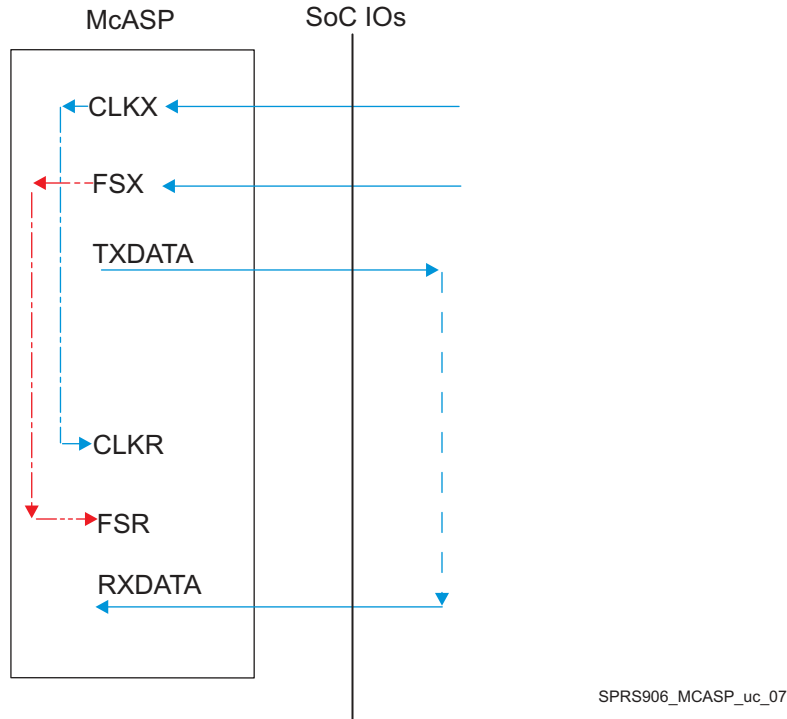 McASP
SoC IOs
CLKX
FSX
TXDATA
CLKR
FSR
RXDATA
SPRS906_MCASP_uc_07